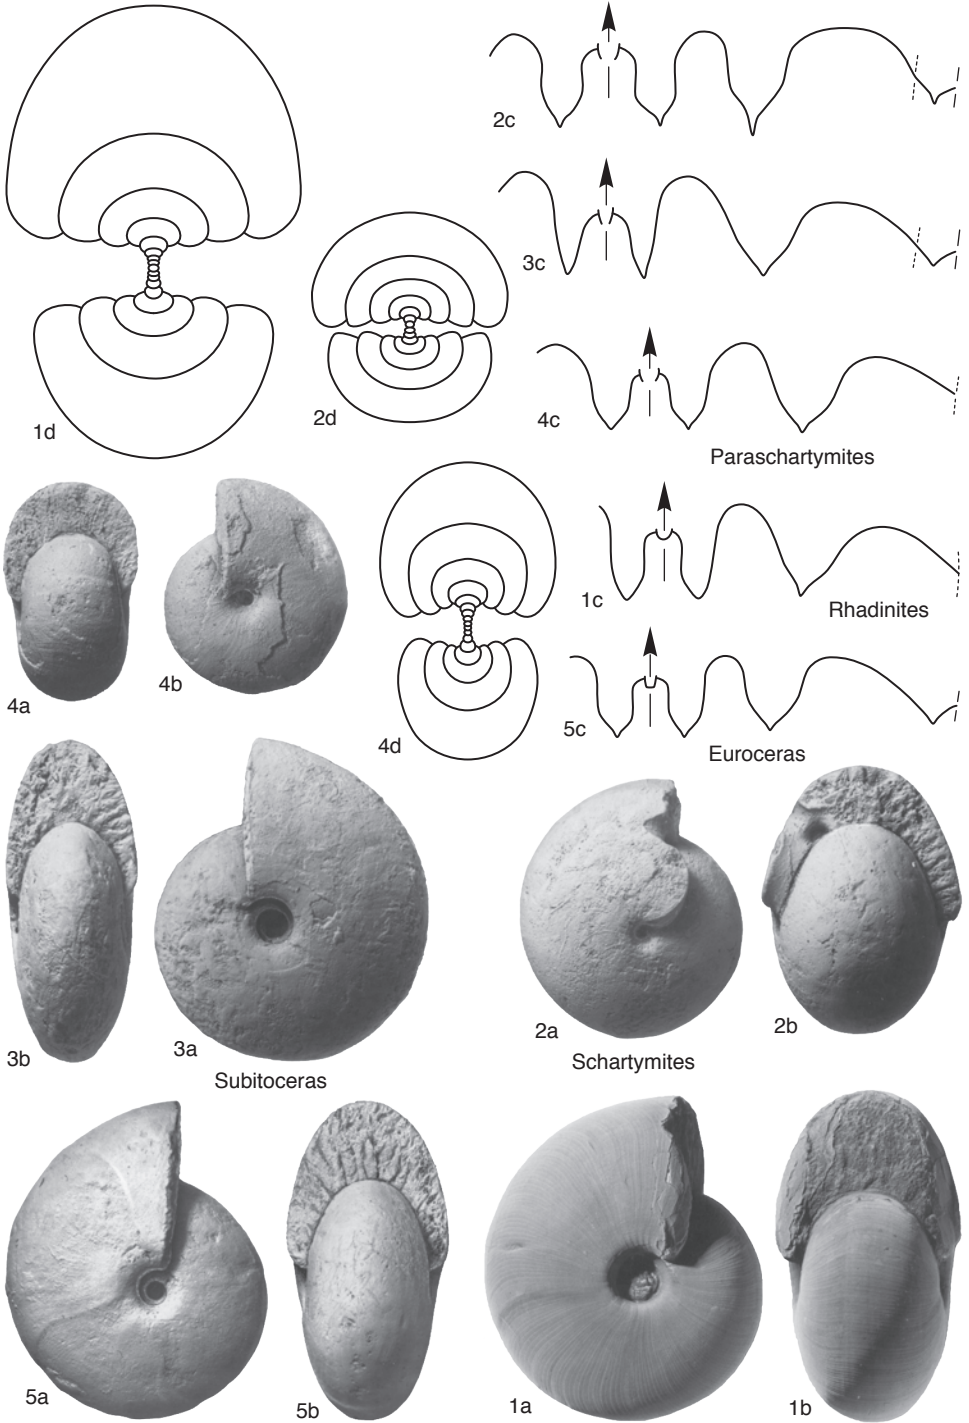 2c
3c
1d
2d
4c
Paraschartymites
4a
4b
1c
Rhadinites
4d
5c
Euroceras
3b
3a
Subitoceras
2a
2b
Schartymites
5a
5b
1a
1b